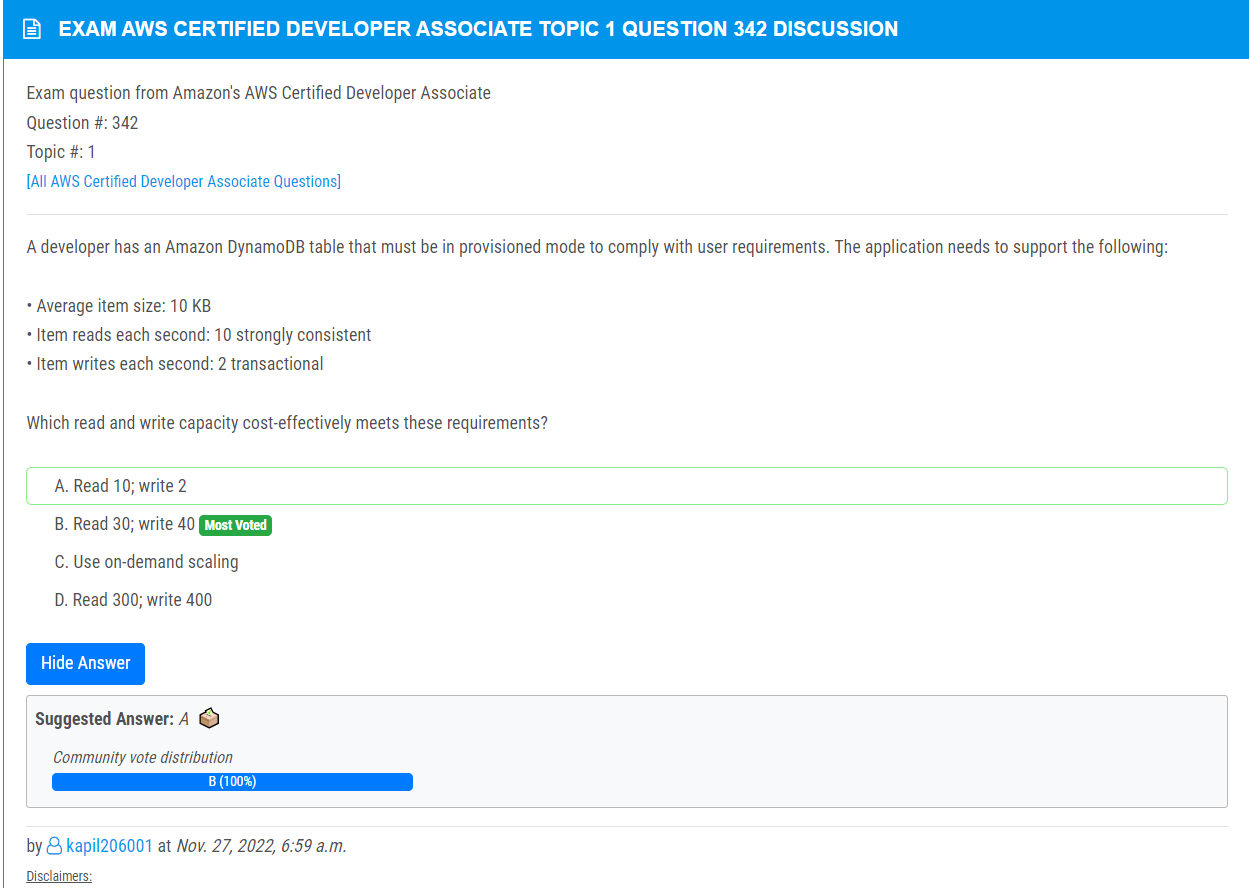 EXAM AWS CERTIFIED DEVELOPER ASSOCIATE TOPIC 1 QUESTION 342 DISCUSSION
Exam question from Amazon's AWS Certified Developer Associate
Question #: 342
Topic #: 1
[All AWS Certified Developer Associate Questions]
A developer has an Amazon DynamoDB table that must be in provisioned mode to comply with user requirements. The application needs to support the following:
• Average item size: 10 KB
• Item reads each second: 10 strongly consistent
• Item writes each second: 2 transactional
Which read and write capacity cost-effectively meets these requirements?
A. Read 10; write 2
B. Read 30; write 40 Most Voted
C. Use on-demand scaling
D. Read 300; write 400
Hide Answer
Suggested Answer: A
Community vote distribution
B (100%)
by kapil206001 at Nov. 27, 2022, 6:59 a.m.
Disclaimers: